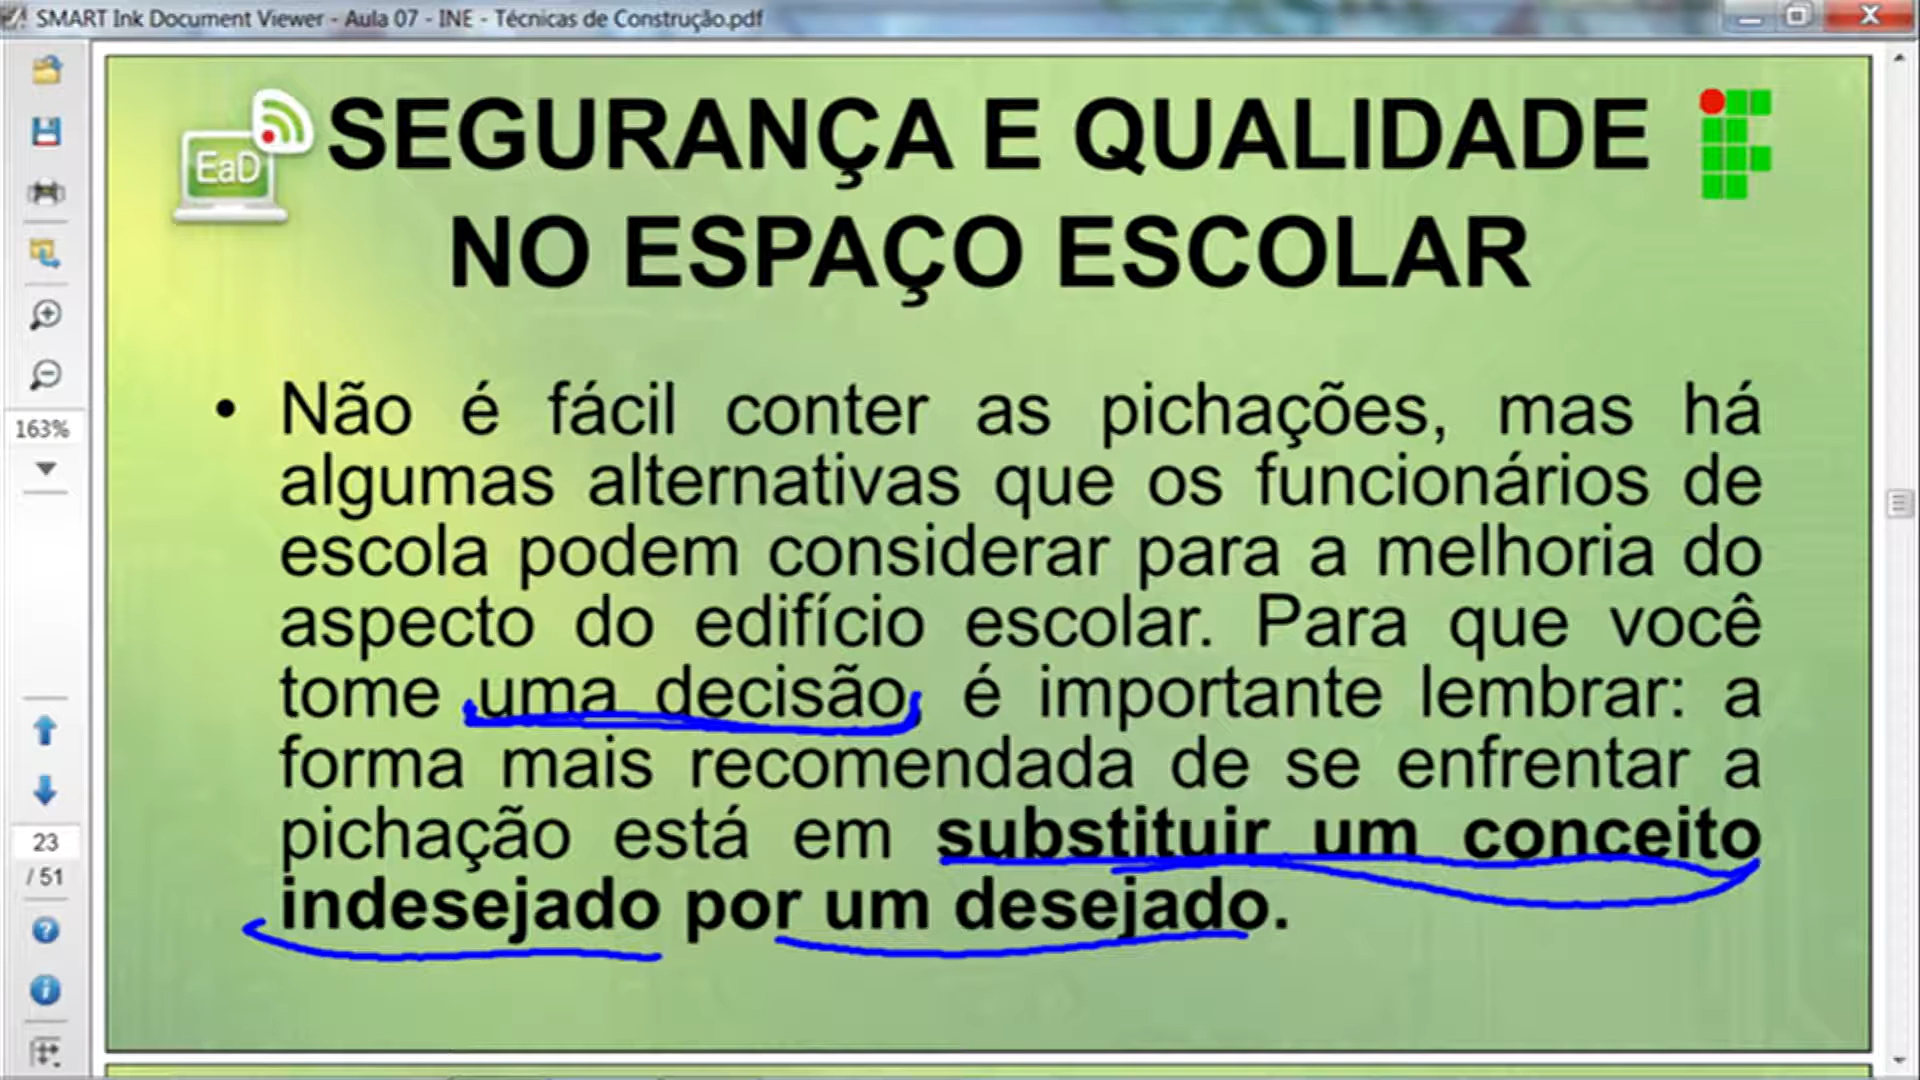 SMART Ink Document Viewer - Aula 07 - INE - Técnicas de Construção.pdf
EaD
SEGURANÇA E QUALIDADE
NO ESPAÇO ESCOLAR
• Não é fácil conter as pichações, mas há
algumas alternativas que os funcionários de
escola podem considerar para a melhoria do
aspecto do edifício escolar. Para que você
tome uma decisão, é importante lembrar: a
forma mais recomendada de se enfrentar a
pichação está em substituir um conceito
indesejado por um desejado.
163%
23
/ 51